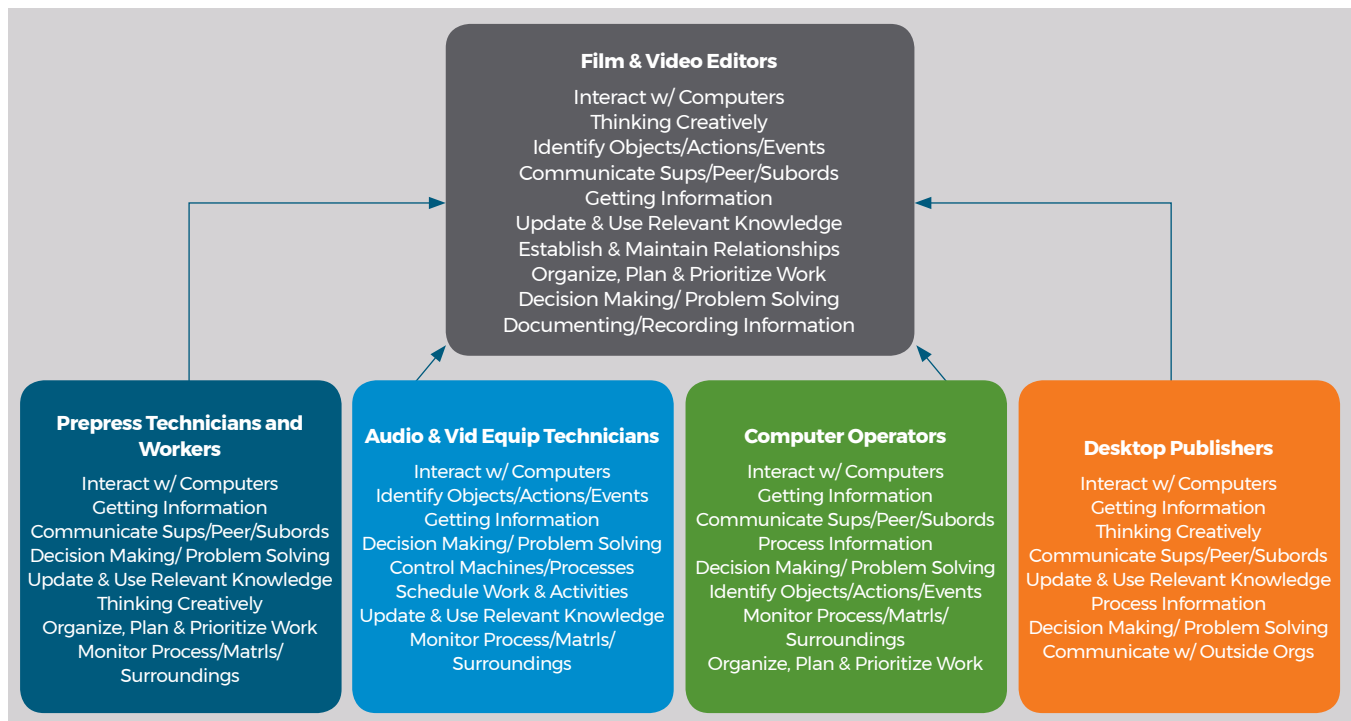 Film & Video Editors
Interact w/ Computers
Thinking Creatively
Identify Objects/Actions/Events
Communicate Sups/Peer/Subords
Getting Information
Update & Use Relevant Knowledge
Establish & Maintain Relationships
Organize, Plan & Prioritize Work
Decision Making/ Problem Solving
Documenting/Recording Information
Prepress Technicians and
Workers
Interact w/ Computers
Getting Information
Communicate Sups/Peer/Subords
Decision Making/ Problem Solving
Update & Use Relevant Knowledge
Thinking Creatively
Organize, Plan & Prioritize Work
Monitor Process/Matrls/
Surroundings
Audio & Vid Equip Technicians
Interact w/ Computers
Identify Objects/Actions/Events
Getting Information
Decision Making/ Problem Solving
Control Machines/Processes
Schedule Work & Activities
Update & Use Relevant Knowledge
Monitor Process/Matrls/
Surroundings
Computer Operators
Interact w/ Computers
Getting Information
Communicate Sups/Peer/Subords
Process Information
Decision Making/ Problem Solving
Identify Objects/Actions/Events
Monitor Process/Matrls/
Surroundings
Organize, Plan & Prioritize Work
Desktop Publishers
Interact w/ Computers
Getting Information
Thinking Creatively
Communicate Sups/Peer/Subords
Update & Use Relevant Knowledge
Process Information
Decision Making/ Problem Solving
Communicate w/ Outside Orgs